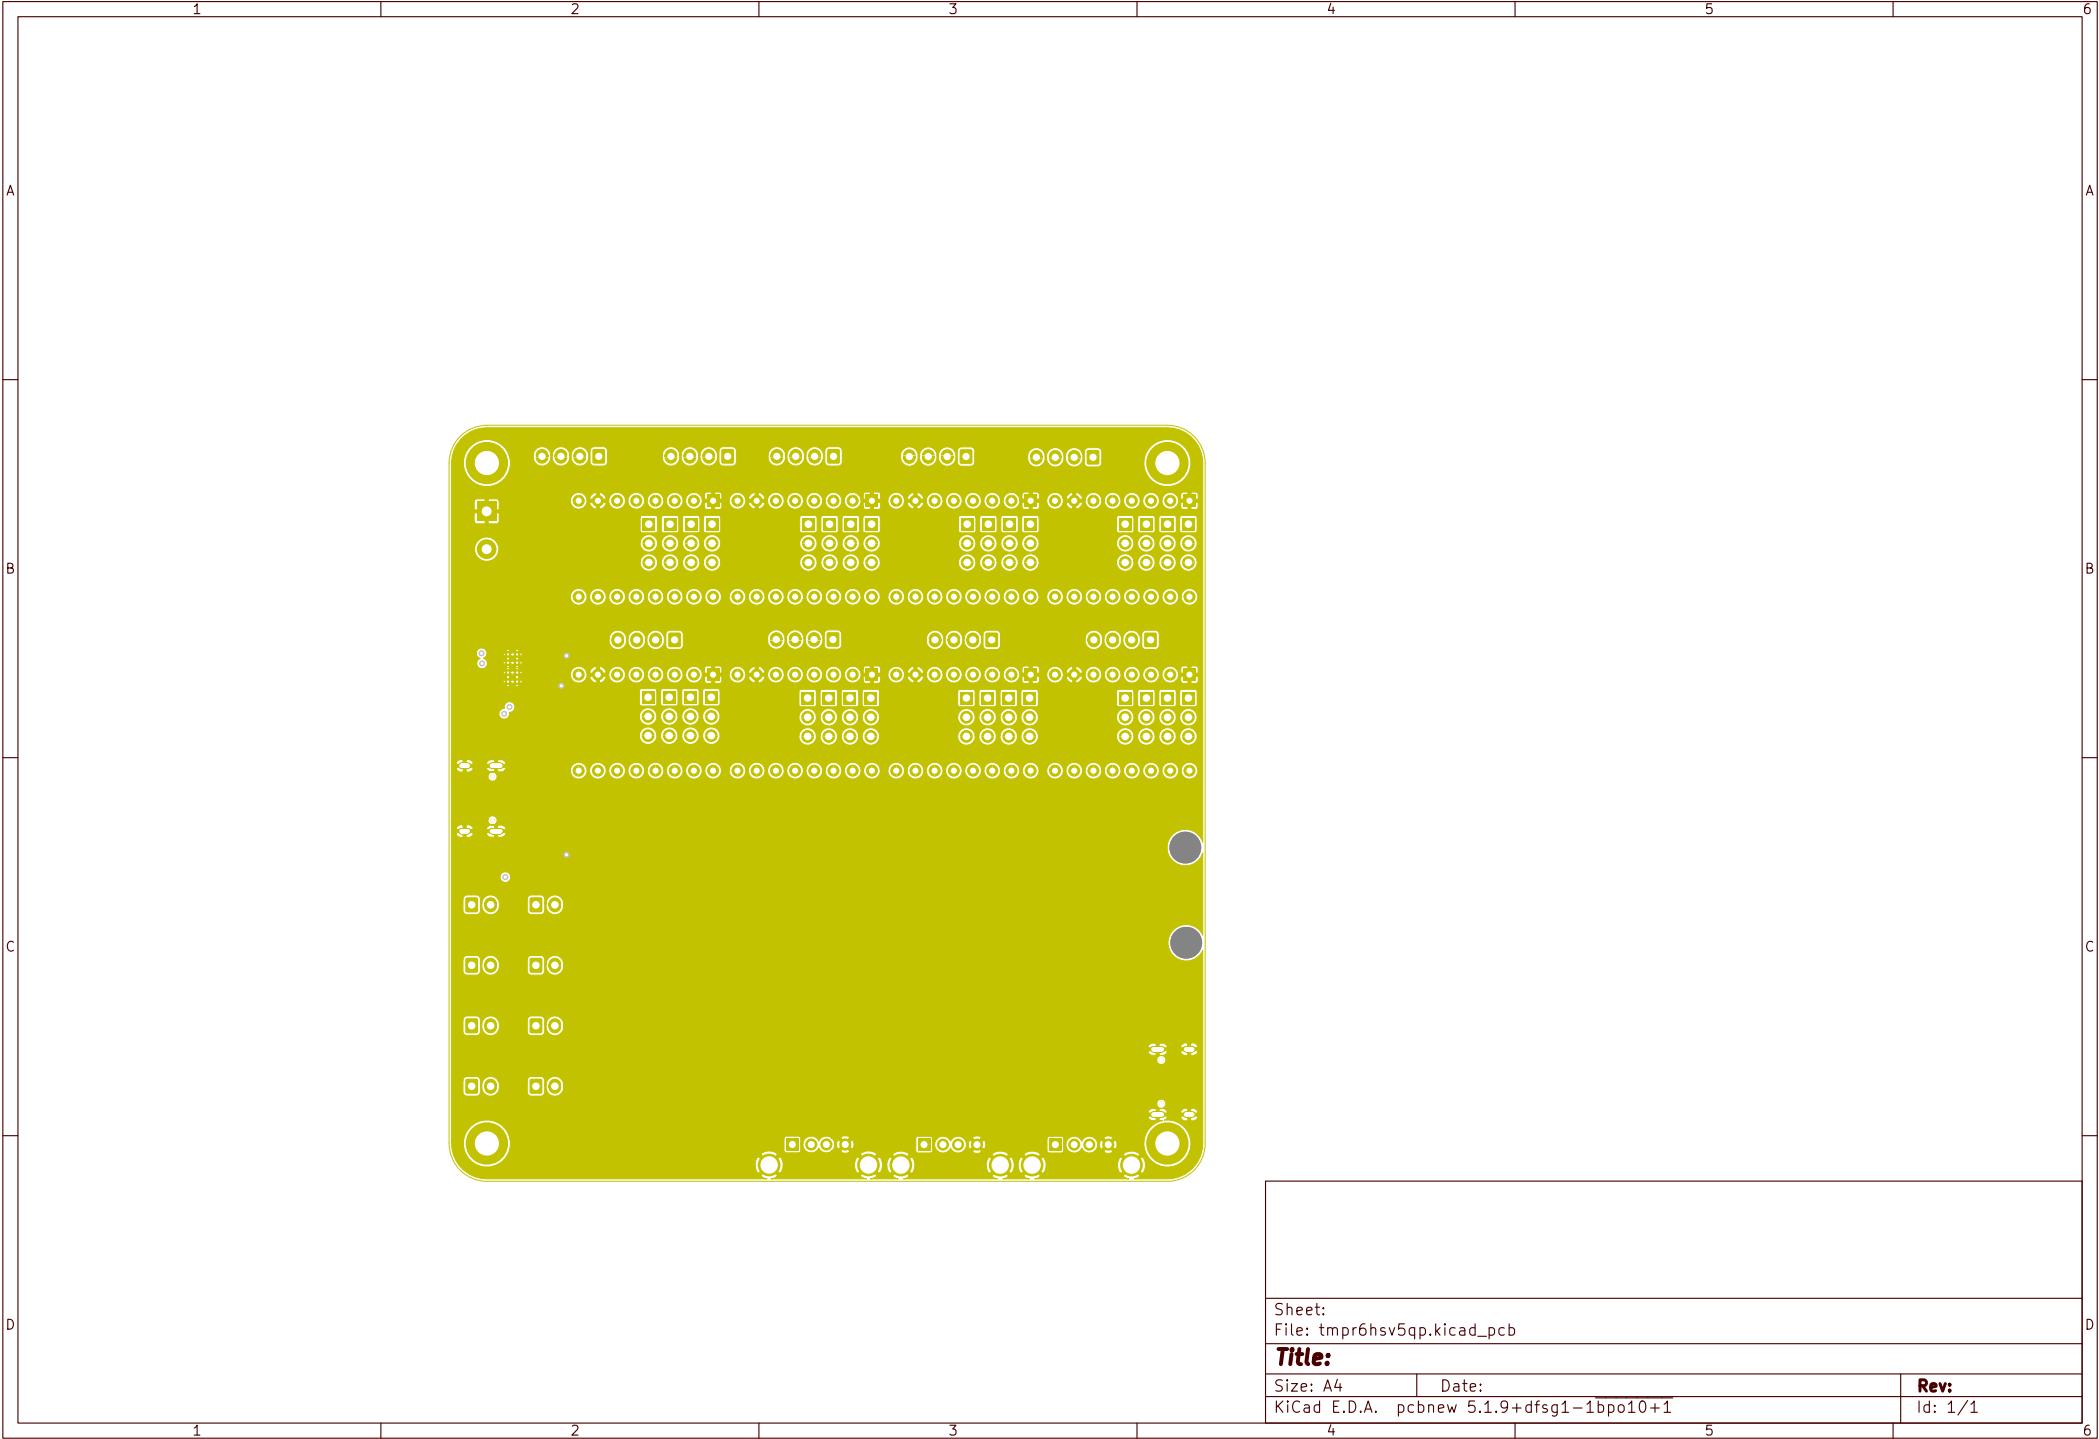 1 2 3 4 5 6
A A
B B
C C
Sheet:
File: tmpr6hsv5qp.kicad_pcb
D D
Title:
Size: A4 Date: Rev:
KiCad E.D.A. pcbnew 5.1.9+dfsg1-1bpo10+1 Id: 1/1
1 2 3 4 5 6